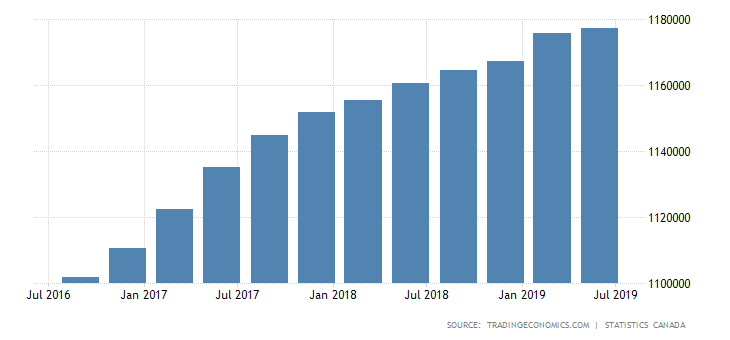 1180000
1160000
1140000
1120000
1100000
Jul 2016 Jan 2017 Jul 2017 Jan 2018 Jul 2018 Jan 2019 Jul 2019
SOURCE: TRADINGECONOMICS.COM | STATISTICS CANADA